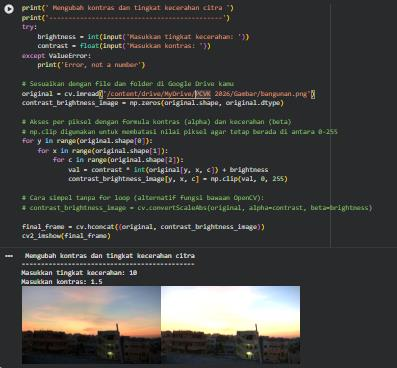 print(' Mengubah kontras dan tingkat kecerahan citra ')
print('-------------------------------------------')
try:
brightness = int(input('Masukkan tingkat kecerahan: '))
contrast = float(input('Masukkan kontras: '))
except ValueError:
print('Error, not a number')
# Sesuaikan dengan file dan folder di Google Drive kamu
original = cv.imread("/content/drive/MyDrive/PCVK 2026/Gambar/bangunan.png")
contrast_brightness_image = np.zeros(original.shape, original.dtype)
# Akses per piksel dengan formula kontras (alpha) dan kecerahan (beta)
# np.clip digunakan untuk membatasi nilai piksel agar tetap berada di antara 0-255
for y in range(original.shape[0]):
for x in range(original.shape[1]):
for c in range(original.shape[2]):
val = contrast * int(original[y, x, c]) + brightness
contrast_brightness_image[y, x, c] = np.clip(val, 0, 255)
# Cara simpel tanpa for loop (alternatif fungsi bawaan OpenCV):
# contrast_brightness_image = cv.convertScaleAbs(original, alpha=contrast, beta=brightness)
final_frame = cv.hconcat((original, contrast_brightness_image))
cv2_imshow(final_frame)
Mengubah kontras dan tingkat kecerahan citra
-------------------------------------------
Masukkan tingkat kecerahan: 10
Masukkan kontras: 1.5